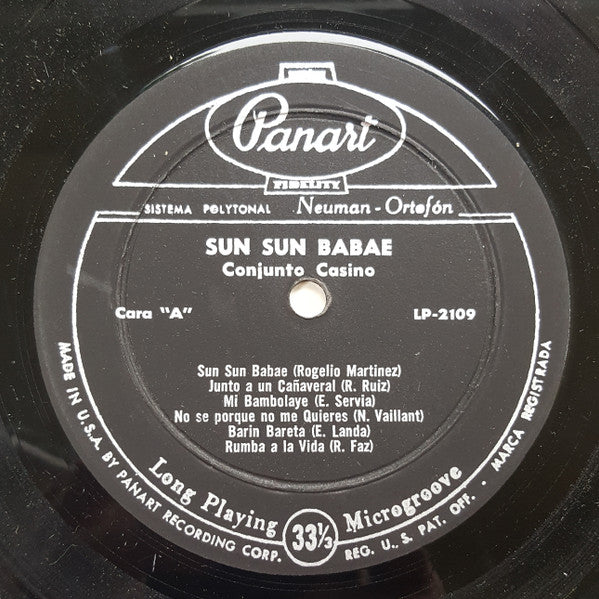 Panart
FIDELITY
SISTEMA POLYTONAL Neuman-Ortofón
SUN SUN BABAE
Conjunto Casino
Cara "A" LP-2109
Sun Sun Babae (Rogelio Martinez)
Junto a un Cañaveral (R. Ruiz)
Mi Bambolaye (E. Servia)
No se porque no me Quieres (N. Vaillant)
Barin Bareta (E. Landa)
Rumba a la Vida (R. Faz)
Long Playing 33⅓ Microgroove
MADE IN U.S.A. BY PANART RECORDING CORP. REG. U.S. PAT. OFF. - MARCA REGISTRADA